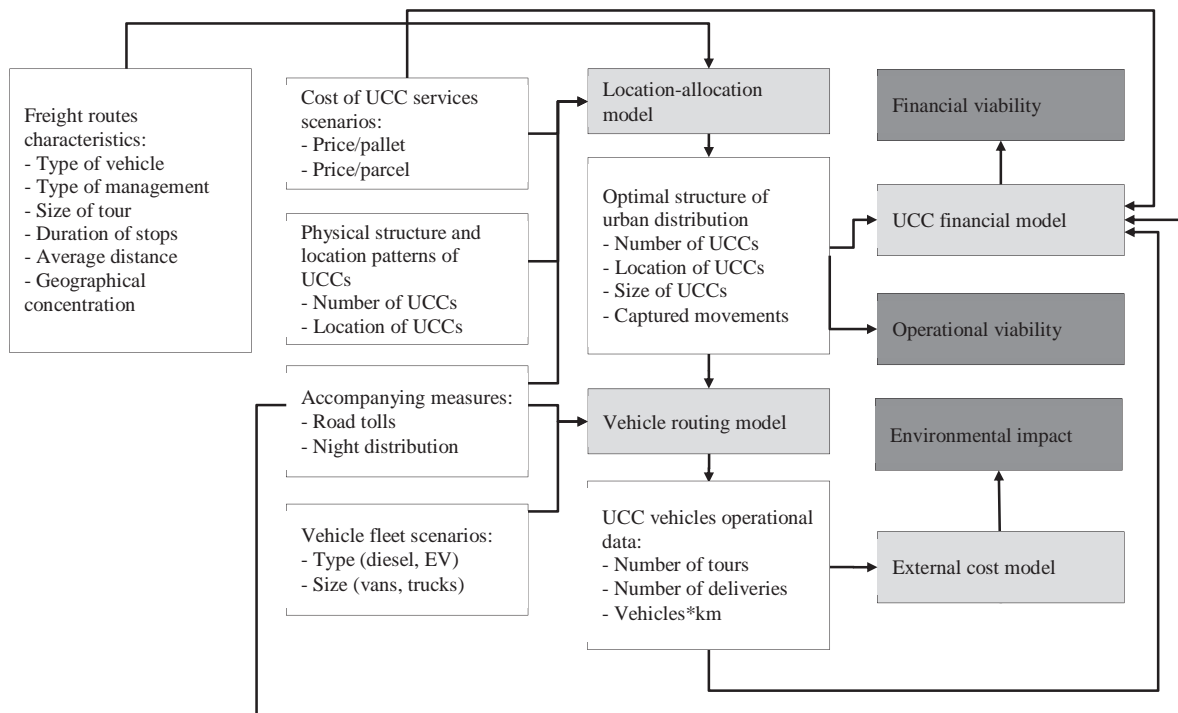 Freight routes
characteristics:
- Type of vehicle
- Type of management
- Size of tour
- Duration of stops
- Average distance
- Geographical
concentration
Cost of UCC services
scenarios:
- Price/pallet
- Price/parcel
Physical structure and
location patterns of
UCCs
- Number of UCCs
- Location of UCCs
Accompanying measures:
- Road tolls
- Night distribution
Vehicle fleet scenarios:
- Type (diesel, EV)
- Size (vans, trucks)
Location-allocation
model
Optimal structure of
urban distribution
- Number of UCCs
- Location of UCCs
- Size of UCCs
- Captured movements
Vehicle routing model
UCC vehicles operational
data:
- Number of tours
- Number of deliveries
- Vehicles*km
Financial viability
UCC financial model
Operational viability
Environmental impact
External cost model